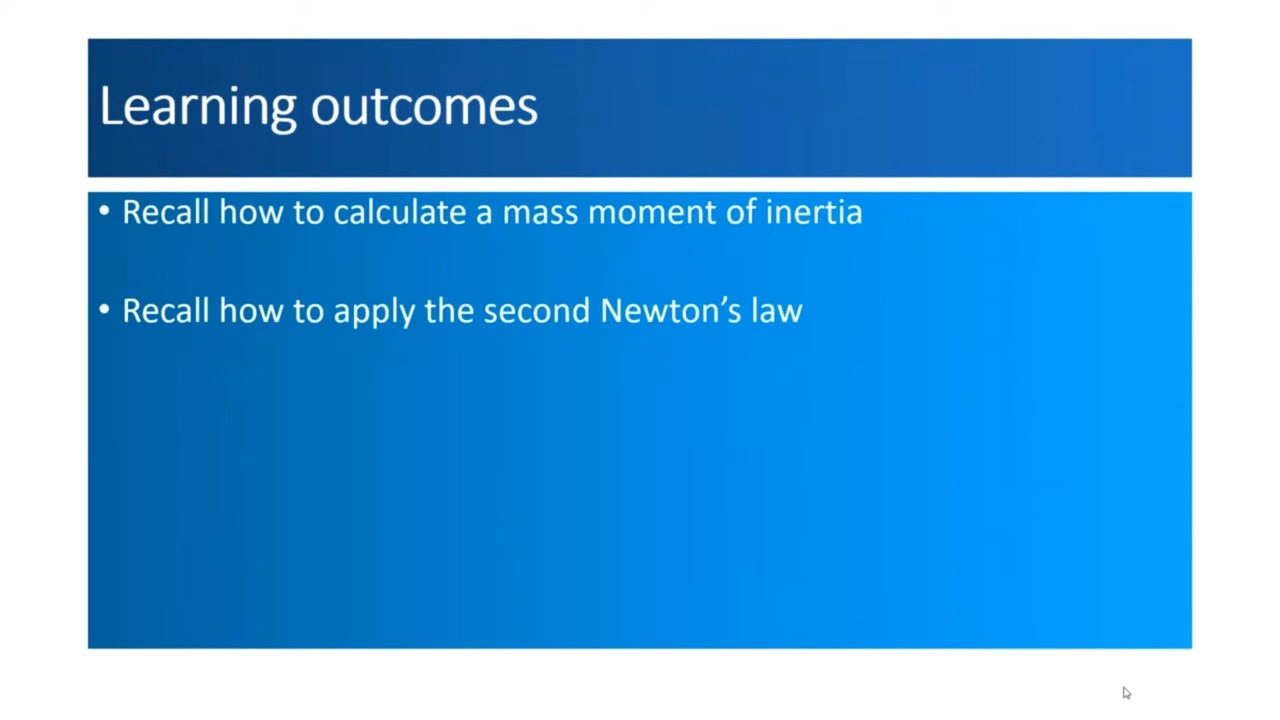 Learning outcomes
• Recall how to calculate a mass moment of inertia
• Recall how to apply the second Newton’s law